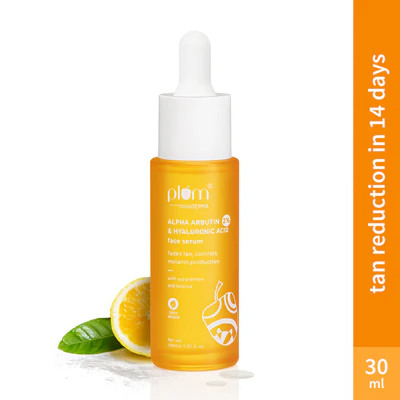 plum
ALPHA ARBUTIN 2%
& HYALURONIC ACID
face serum
fades tan, controls
melanin production
tan reduction in 14 days
30
ml